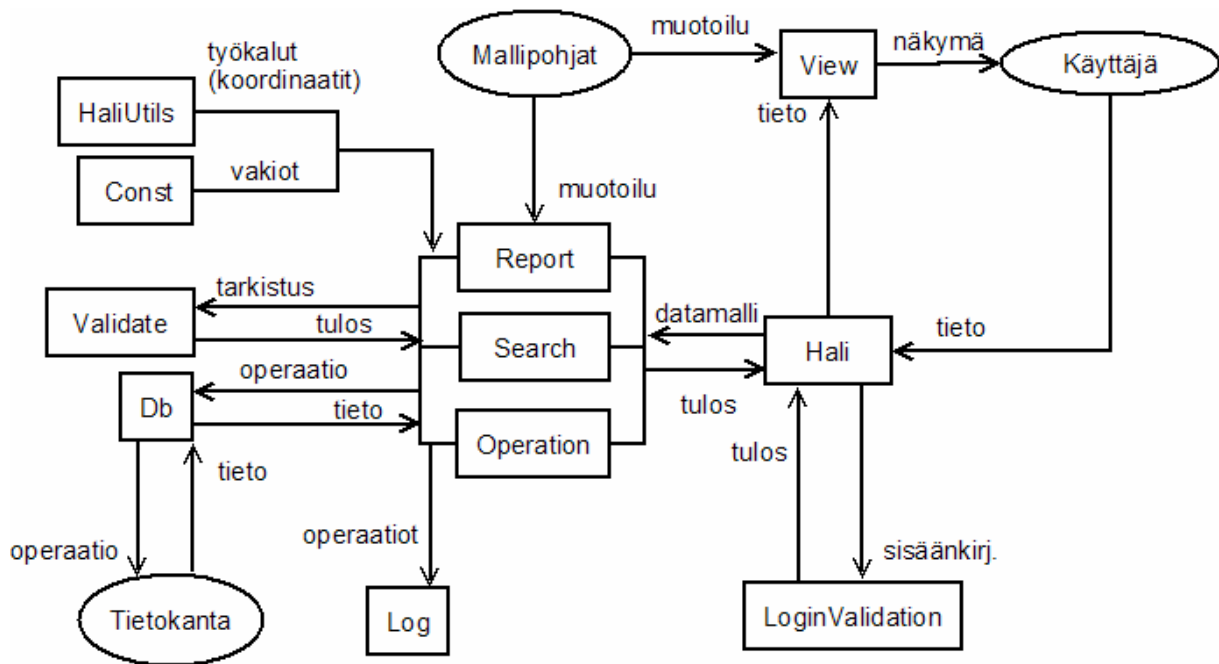 muotoilu
näkymä
työkalut
(koordinaatit)
Mallipohjat
View
Käyttäjä
HaliUtils
tieto
vakiot
Const
muotoilu
Report
tarkistus
Validate
tulos
datamalli
tieto
Search
Hali
operaatio
Db
tieto
tulos
Operation
tulos
tieto
operaatio
operaatiot
sisäänkirj.
Tietokanta
Log
LoginValidation